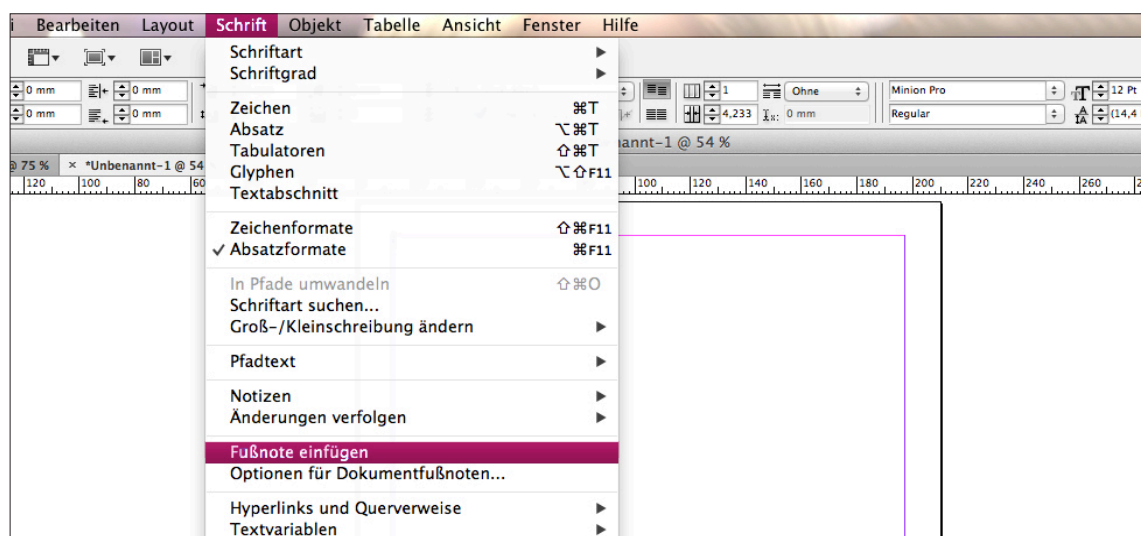 i Bearbeiten Layout Schrift Objekt Tabelle Ansicht Fenster Hilfe
Schriftart
Schriftgrad
0 mm 0 mm 1 Ohne Minion Pro 12 Pt
Zeichen ⌘T
0 mm 0 mm 4,233 0 mm Regular (14,4
Absatz ⌥⌘T
Tabulatoren ⇧⌘T
annt-1 @ 54 %
@ 75 % × *Unbenannt-1 @ 54
Glyphen ⌥⇧F11
120 100 80 60 100 120 140 160 180 200 220 240 260 2
Textabschnitt
Zeichenformate ⇧⌘F11
✓ Absatzformate ⌘F11
In Pfade umwandeln ⇧⌘O
Schriftart suchen...
Groß-/Kleinschreibung ändern
Pfadtext
Notizen
Änderungen verfolgen
Fußnote einfügen
Optionen für Dokumentfußnoten...
Hyperlinks und Querverweise
Textvariablen